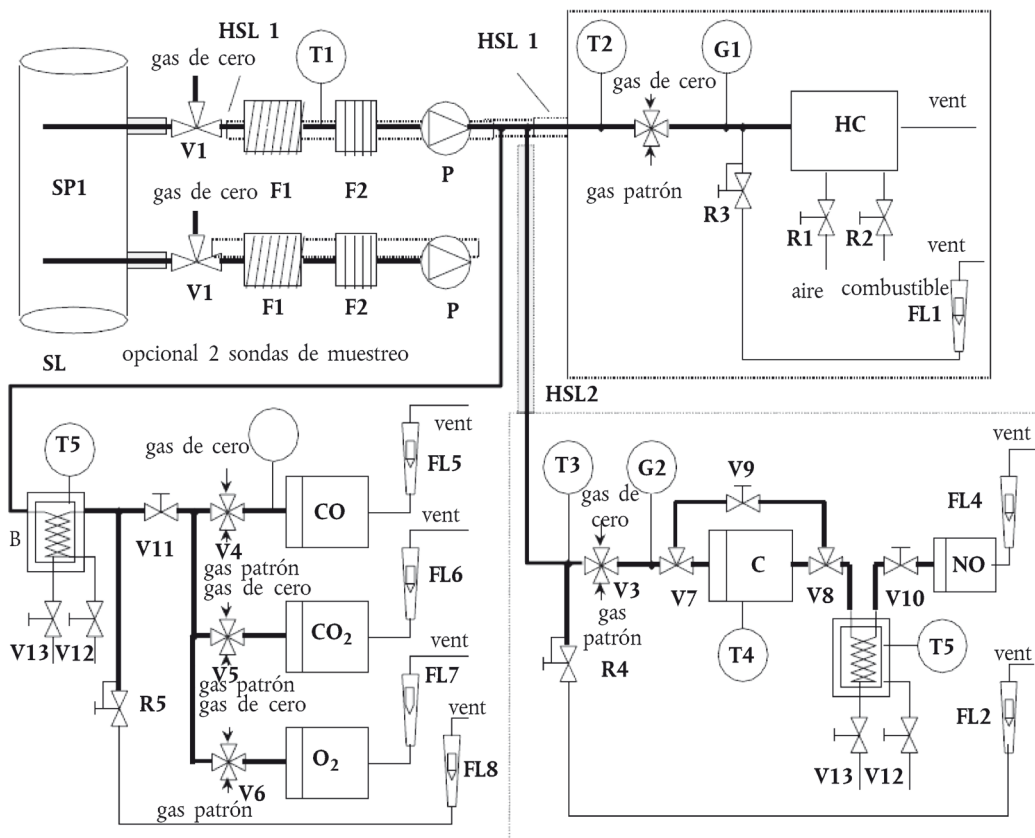 HSL 1
T1
gas de cero
V1
F1
F2
P
SP1
gas de cero
V1
F1
F2
P
SL
opcional 2 sondas de muestreo
HSL 1
T2
G1
gas de cero
gas patrón
HC
vent
R3
R1
R2
aire
combustible
vent
FL1
HSL2
T5
B
V13
V12
V11
R5
gas de cero
V4
gas patrón
CO
vent
FL5
gas de cero
V5
gas patrón
CO2
vent
FL6
gas de cero
V6
gas patrón
O2
vent
FL7
vent
FL8
T3
gas de
cero
V3
gas
patrón
G2
R4
V9
V7
C
V8
T4
V10
NO
vent
FL4
T5
V13
V12
vent
FL2